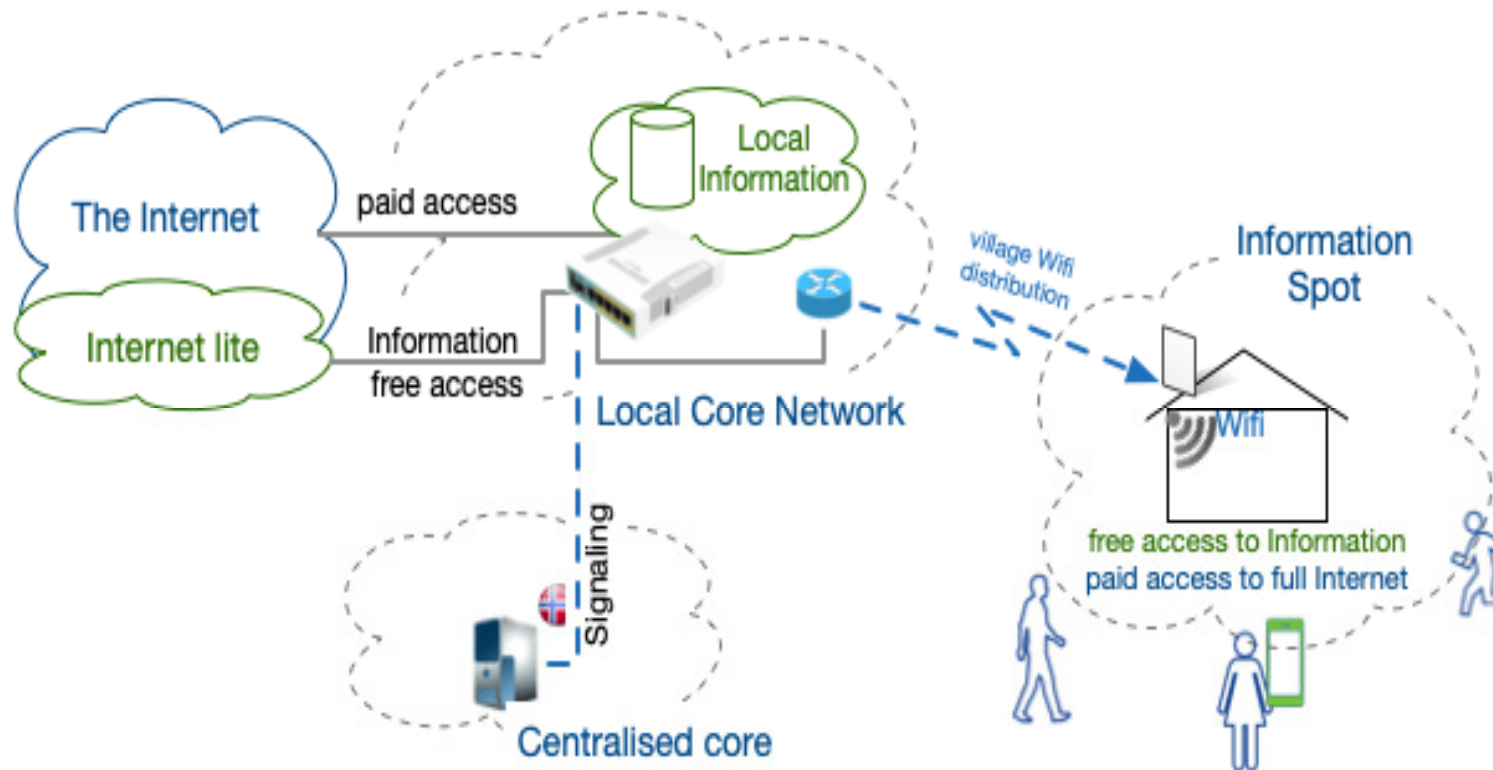 Local
Information
The Internet
paid access
village Wifi
distribution
Information
Spot
Internet lite
Information
free access
Local Core Network
Wifi
Signaling
free access to Information
paid access to full Internet
Centralised core